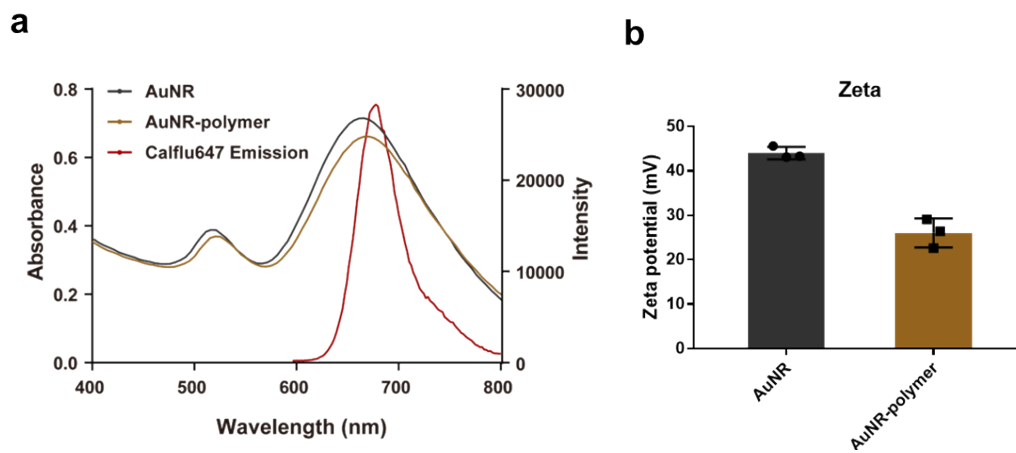 a
AuNR
AuNR-polymer
Calflu647 Emission
0.8
0.6
0.4
0.2
0.0
Absorbance
30000
20000
10000
0
Intensity
400
500
600
700
800
Wavelength (nm)
b
Zeta
50
40
30
20
10
0
Zeta potential (mV)
AuNR
AuNR-polymer